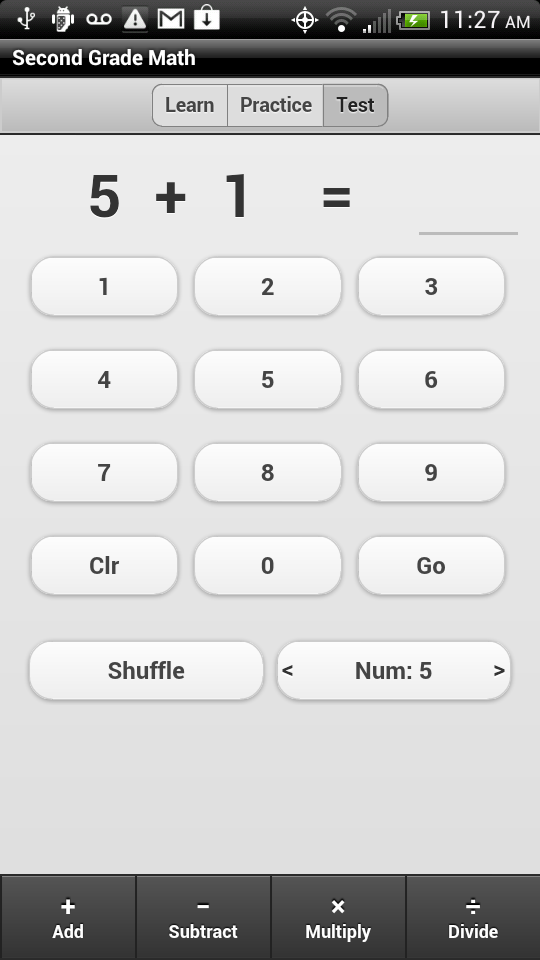 11:27 AM
Second Grade Math
Learn Practice Test
5 + 1 =
1 2 3
4 5 6
7 8 9
Clr 0 Go
Shuffle < Num: 5 >
+ − × ÷
Add Subtract Multiply Divide